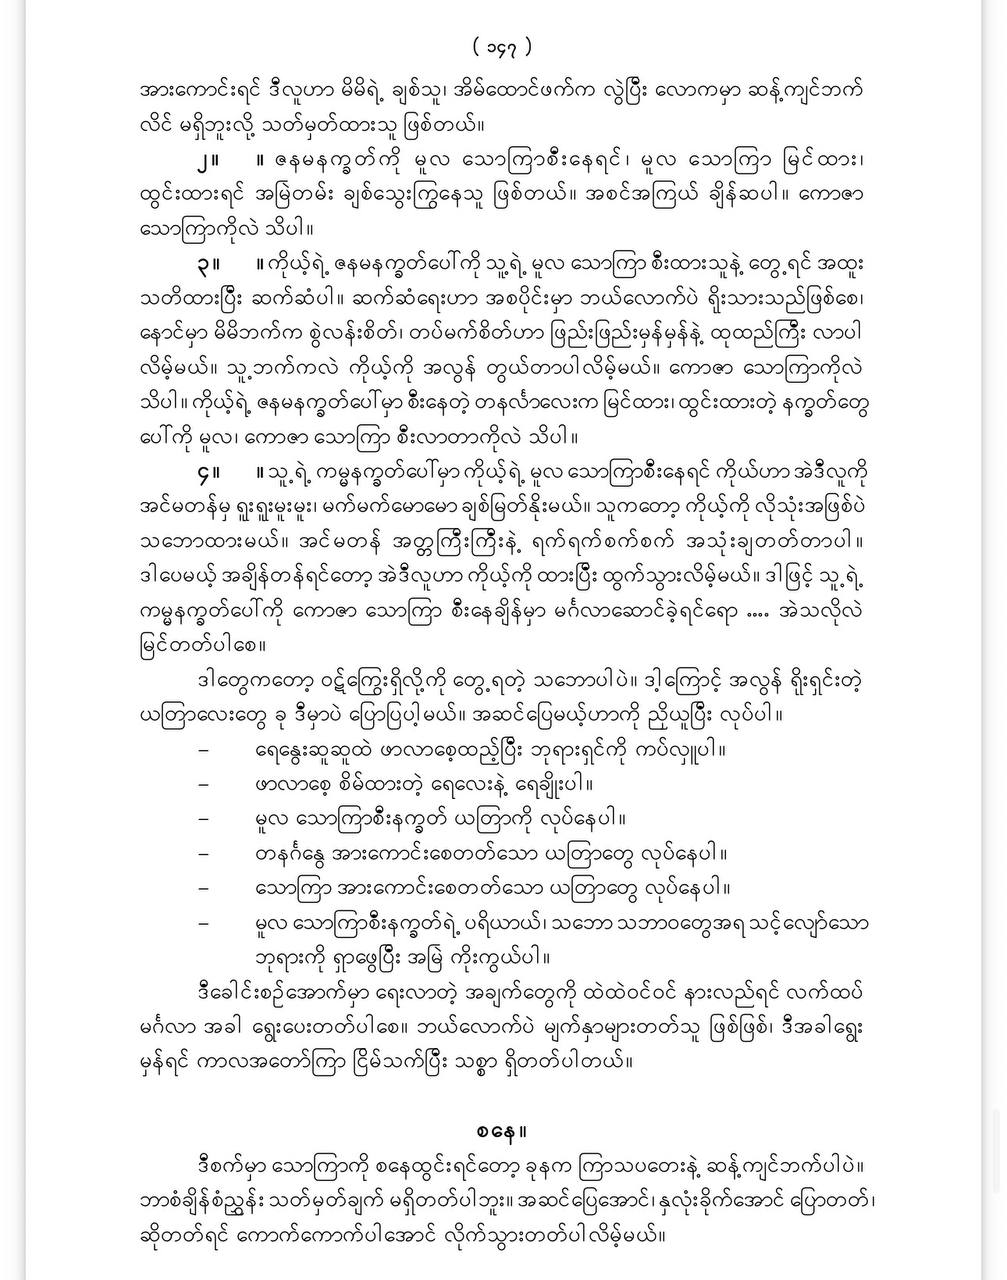 ( ၁၄၇ )
အားကောင်းရင် ဒီလူဟာ မိမိရဲ့ ချစ်သူ၊ အိမ်ထောင်ဖက်က လွဲပြီး လောကမှာ ဆန့်ကျင်ဘက်
လိင် မရှိဘူးလို့ သတ်မှတ်ထားသူ ဖြစ်တယ်။
၂။ ။ ဇနမနက္ခတ်ကို မူလ သောကြာစီးနေရင်၊ မူလ သောကြာ မြင်ထား၊
ထွင်းထားရင် အမြဲတမ်း ချစ်သွေးကြွနေသူ ဖြစ်တယ်။ အစင်အကြယ် ချိန်ဆပါ။ ကောဇာ
သောကြာကိုလဲ သိပါ။
၃။ ။ ကိုယ့်ရဲ့ ဇနမနက္ခတ်ပေါ်ကို သူ့ရဲ့ မူလ သောကြာ စီးထားသူနဲ့ တွေ့ရင် အထူး
သတိထားပြီး ဆက်ဆံပါ။ ဆက်ဆံရေးဟာ အစပိုင်းမှာ ဘယ်လောက်ပဲ ရိုးသားသည်ဖြစ်စေ၊
နောင်မှာ မိမိဘက်က စွဲလန်းစိတ်၊ တပ်မက်စိတ်ဟာ ဖြည်းဖြည်းမှန်မှန်နဲ့ ထုထည်ကြီး လာပါ
လိမ့်မယ်။ သူ့ဘက်ကလဲ ကိုယ့်ကို အလွန် တွယ်တာပါလိမ့်မယ်။ ကောဇာ သောကြာကိုလဲ
သိပါ။ ကိုယ့်ရဲ့ ဇနမနက္ခတ်ပေါ်မှာ စီးနေတဲ့ တနင်္လာလေးက မြင်ထား၊ ထွင်းထားတဲ့ နက္ခတ်တွေ
ပေါ်ကို မူလ၊ ကောဇာ သောကြာ စီးလာတာကိုလဲ သိပါ။
၄။ ။ သူ့ရဲ့ ကမ္မနက္ခတ်ပေါ်မှာ ကိုယ့်ရဲ့ မူလ သောကြာစီးနေရင် ကိုယ်ဟာ အဲဒီလူကို
အင်မတန်မှ ရူးရူးမူးမူး၊ မက်မက်မောမော ချစ်မြတ်နိုးမယ်။ သူကတော့ ကိုယ့်ကို လိုသုံးအဖြစ်ပဲ
သဘောထားမယ်။ အင်မတန် အတ္တကြီးကြီးနဲ့ ရက်ရက်စက်စက် အသုံးချတတ်တာပါ။
ဒါပေမယ့် အချိန်တန်ရင်တော့ အဲဒီလူဟာ ကိုယ့်ကို ထားပြီး ထွက်သွားလိမ့်မယ်။ ဒါဖြင့် သူ့ရဲ့
ကမ္မနက္ခတ်ပေါ်ကို ကောဇာ သောကြာ စီးနေချိန်မှာ မင်္ဂလာဆောင်ခဲ့ရင်ရော .... အဲသလိုလဲ
မြင်တတ်ပါစေ။
ဒါတွေကတော့ ဝဋ်ကြွေးရှိလို့ကို တွေ့ရတဲ့ သဘောပါပဲ။ ဒါ့ကြောင့် အလွန် ရိုးရှင်းတဲ့
ယတြာလေးတွေ ခု ဒီမှာပဲ ပြောပြပါ့မယ်။ အဆင်ပြေမယ့်ဟာကို ညှိယူပြီး လုပ်ပါ။
– ရေနွေးဆူဆူထဲ ဖာလာစေ့ထည့်ပြီး ဘုရားရှင်ကို ကပ်လှူပါ။
– ဖာလာစေ့ စိမ်ထားတဲ့ ရေလေးနဲ့ ရေချိုးပါ။
– မူလ သောကြာစီးနက္ခတ် ယတြာကို လုပ်နေပါ။
– တနင်္ဂနွေ အားကောင်းစေတတ်သော ယတြာတွေ လုပ်နေပါ။
– သောကြာ အားကောင်းစေတတ်သော ယတြာတွေ လုပ်နေပါ။
– မူလ သောကြာစီးနက္ခတ်ရဲ့ ပရိယာယ်၊ သဘော သဘာဝတွေအရ သင့်လျော်သော
ဘုရားကို ရှာဖွေပြီး အမြဲ ကိုးကွယ်ပါ။
ဒီခေါင်းစဉ်အောက်မှာ ရေးလာတဲ့ အချက်တွေကို ထဲထဲဝင်ဝင် နားလည်ရင် လက်ထပ်
မင်္ဂလာ အခါ ရွေးပေးတတ်ပါစေ။ ဘယ်လောက်ပဲ မျက်နှာများတတ်သူ ဖြစ်ဖြစ်၊ ဒီအခါရွေး
မှန်ရင် ကာလအတော်ကြာ ငြိမ်သက်ပြီး သစ္စာ ရှိတတ်ပါတယ်။
စနေ။
ဒီစက်မှာ သောကြာကို စနေထွင်းရင်တော့ ခုနက ကြာသပတေးနဲ့ ဆန့်ကျင်ဘက်ပါပဲ။
ဘာစံချိန်စံညွှန်း သတ်မှတ်ချက် မရှိတတ်ပါဘူး။ အဆင်ပြေအောင်၊ နှလုံးခိုက်အောင် ပြောတတ်၊
ဆိုတတ်ရင် ကောက်ကောက်ပါအောင် လိုက်သွားတတ်ပါလိမ့်မယ်။